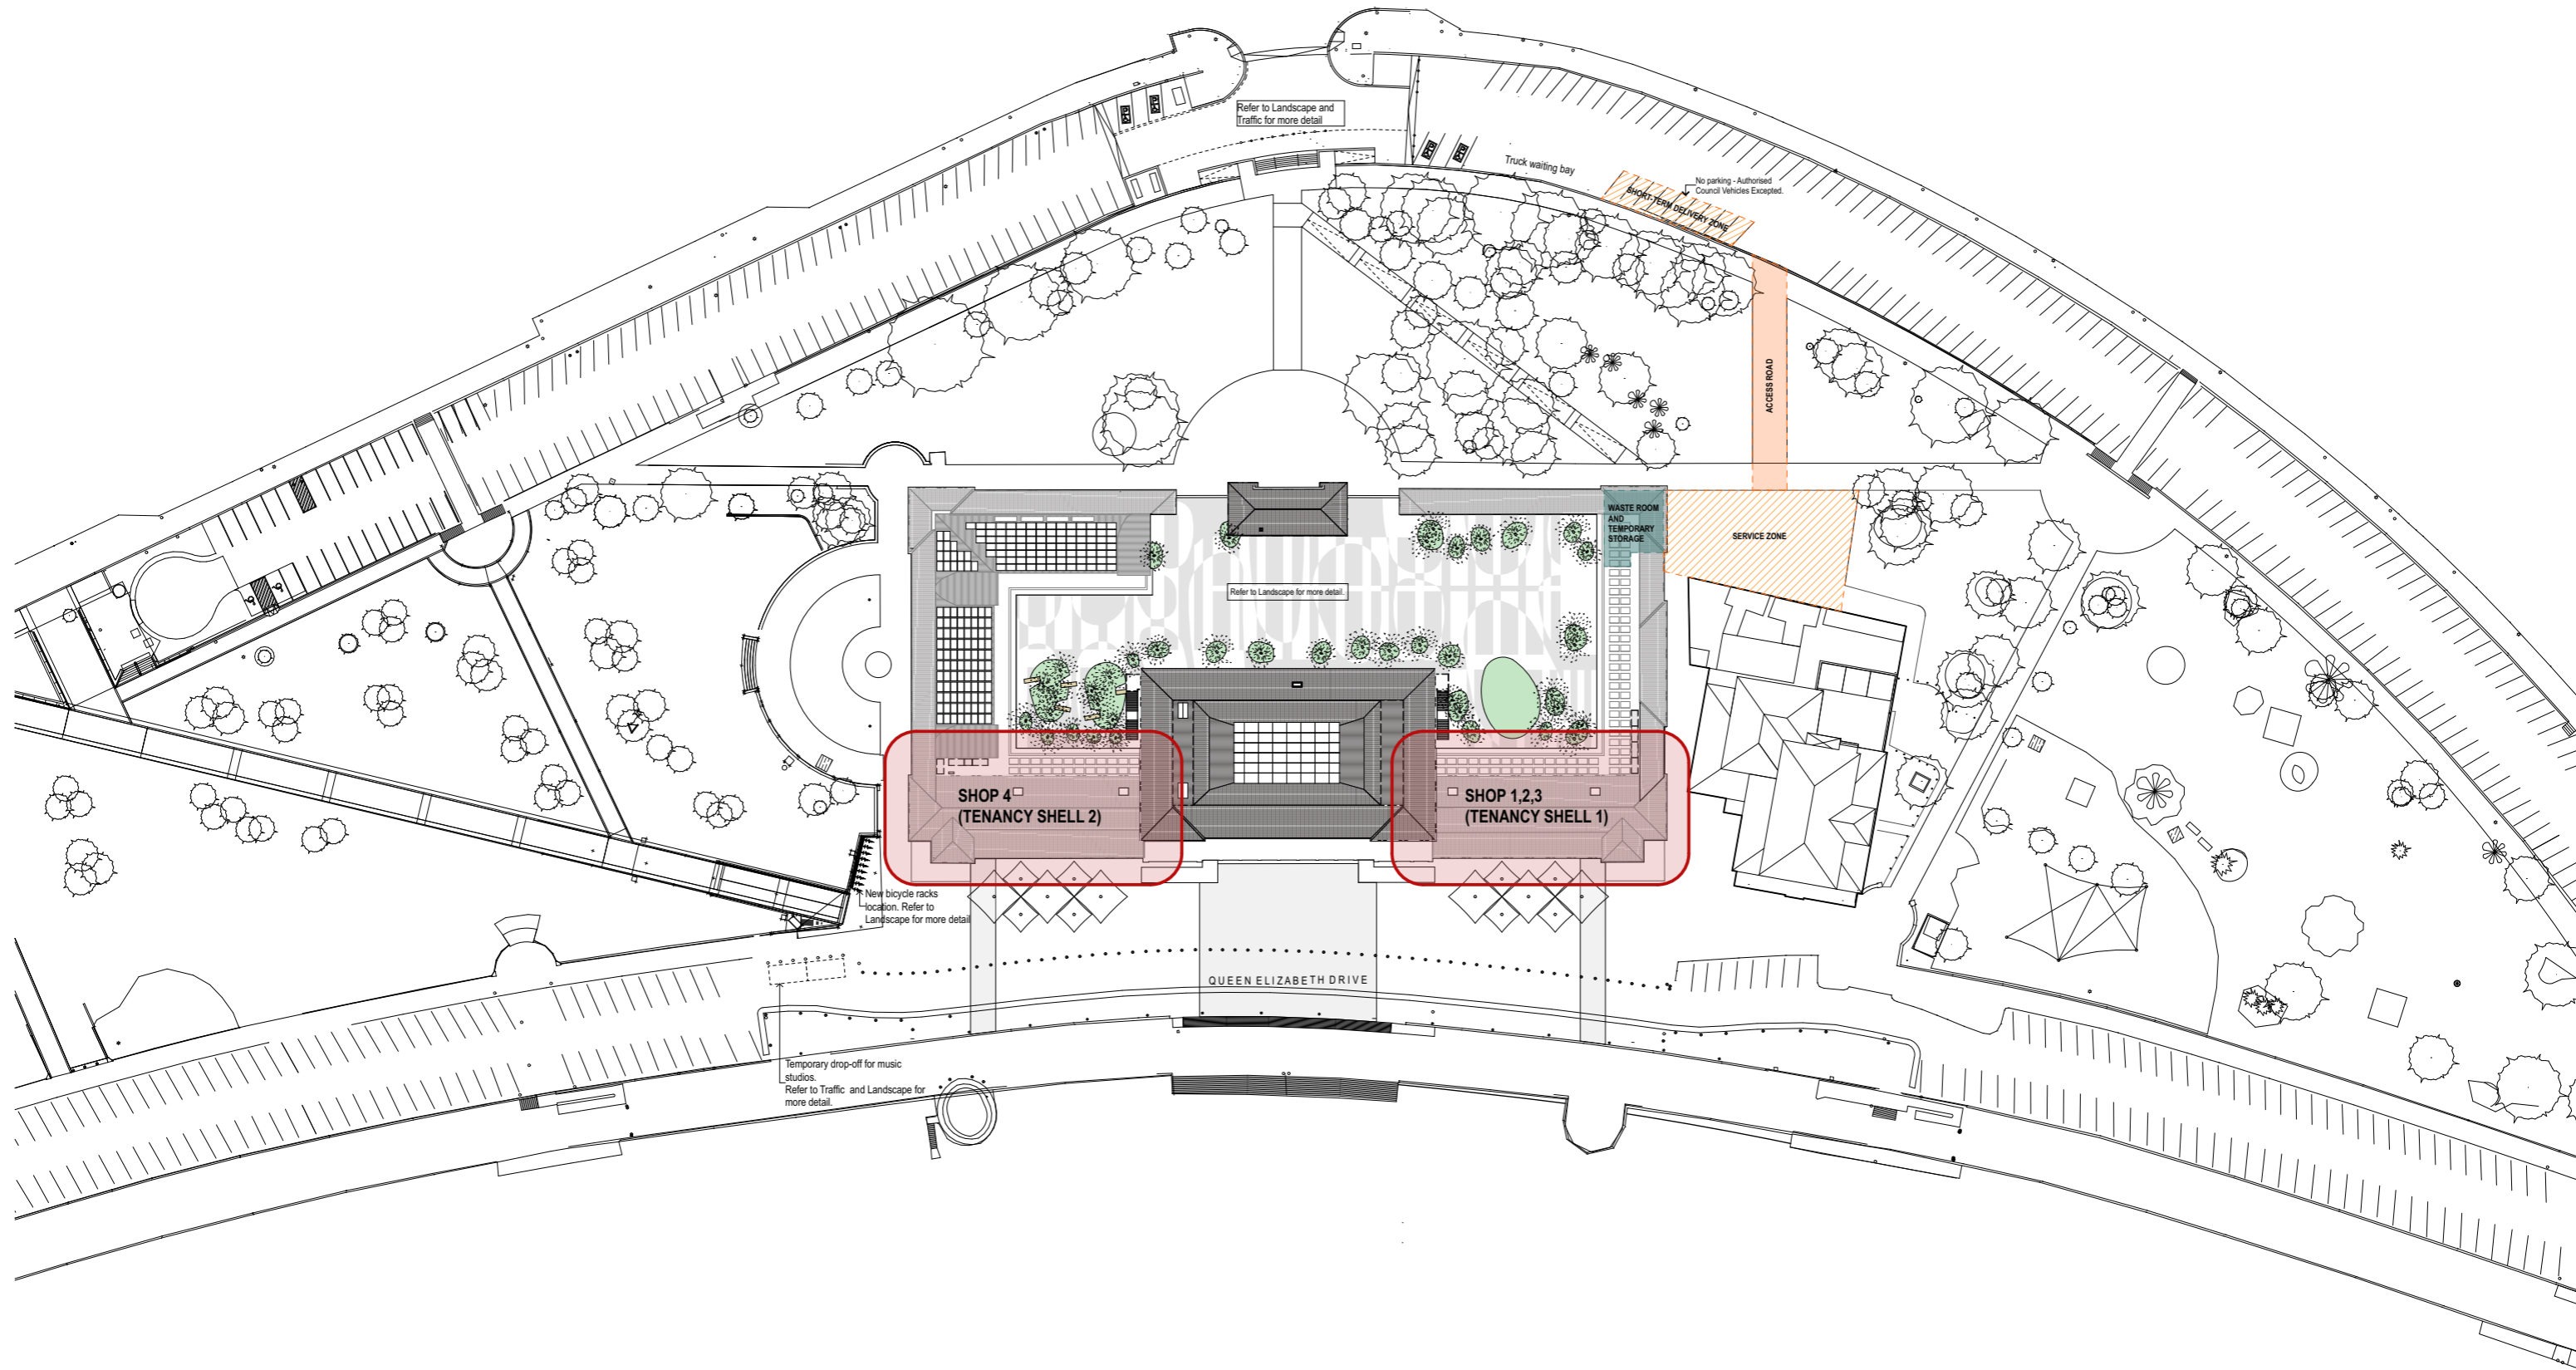 Refer to Landscape and
Traffic for more detail
Truck waiting bay
No parking - Authorised
Council Vehicles Excepted.
SHORT-TERM DELIVERY ZONE
ACCESS ROAD
WASTE ROOM
AND
TEMPORARY
STORAGE
SERVICE ZONE
Refer to Landscape for more detail.
SHOP 4
(TENANCY SHELL 2)
SHOP 1,2,3
(TENANCY SHELL 1)
New bicycle racks
location. Refer to
Landscape for more detail
QUEEN ELIZABETH DRIVE
Temporary drop-off for music
studios.
Refer to Traffic and Landscape for
more detail.